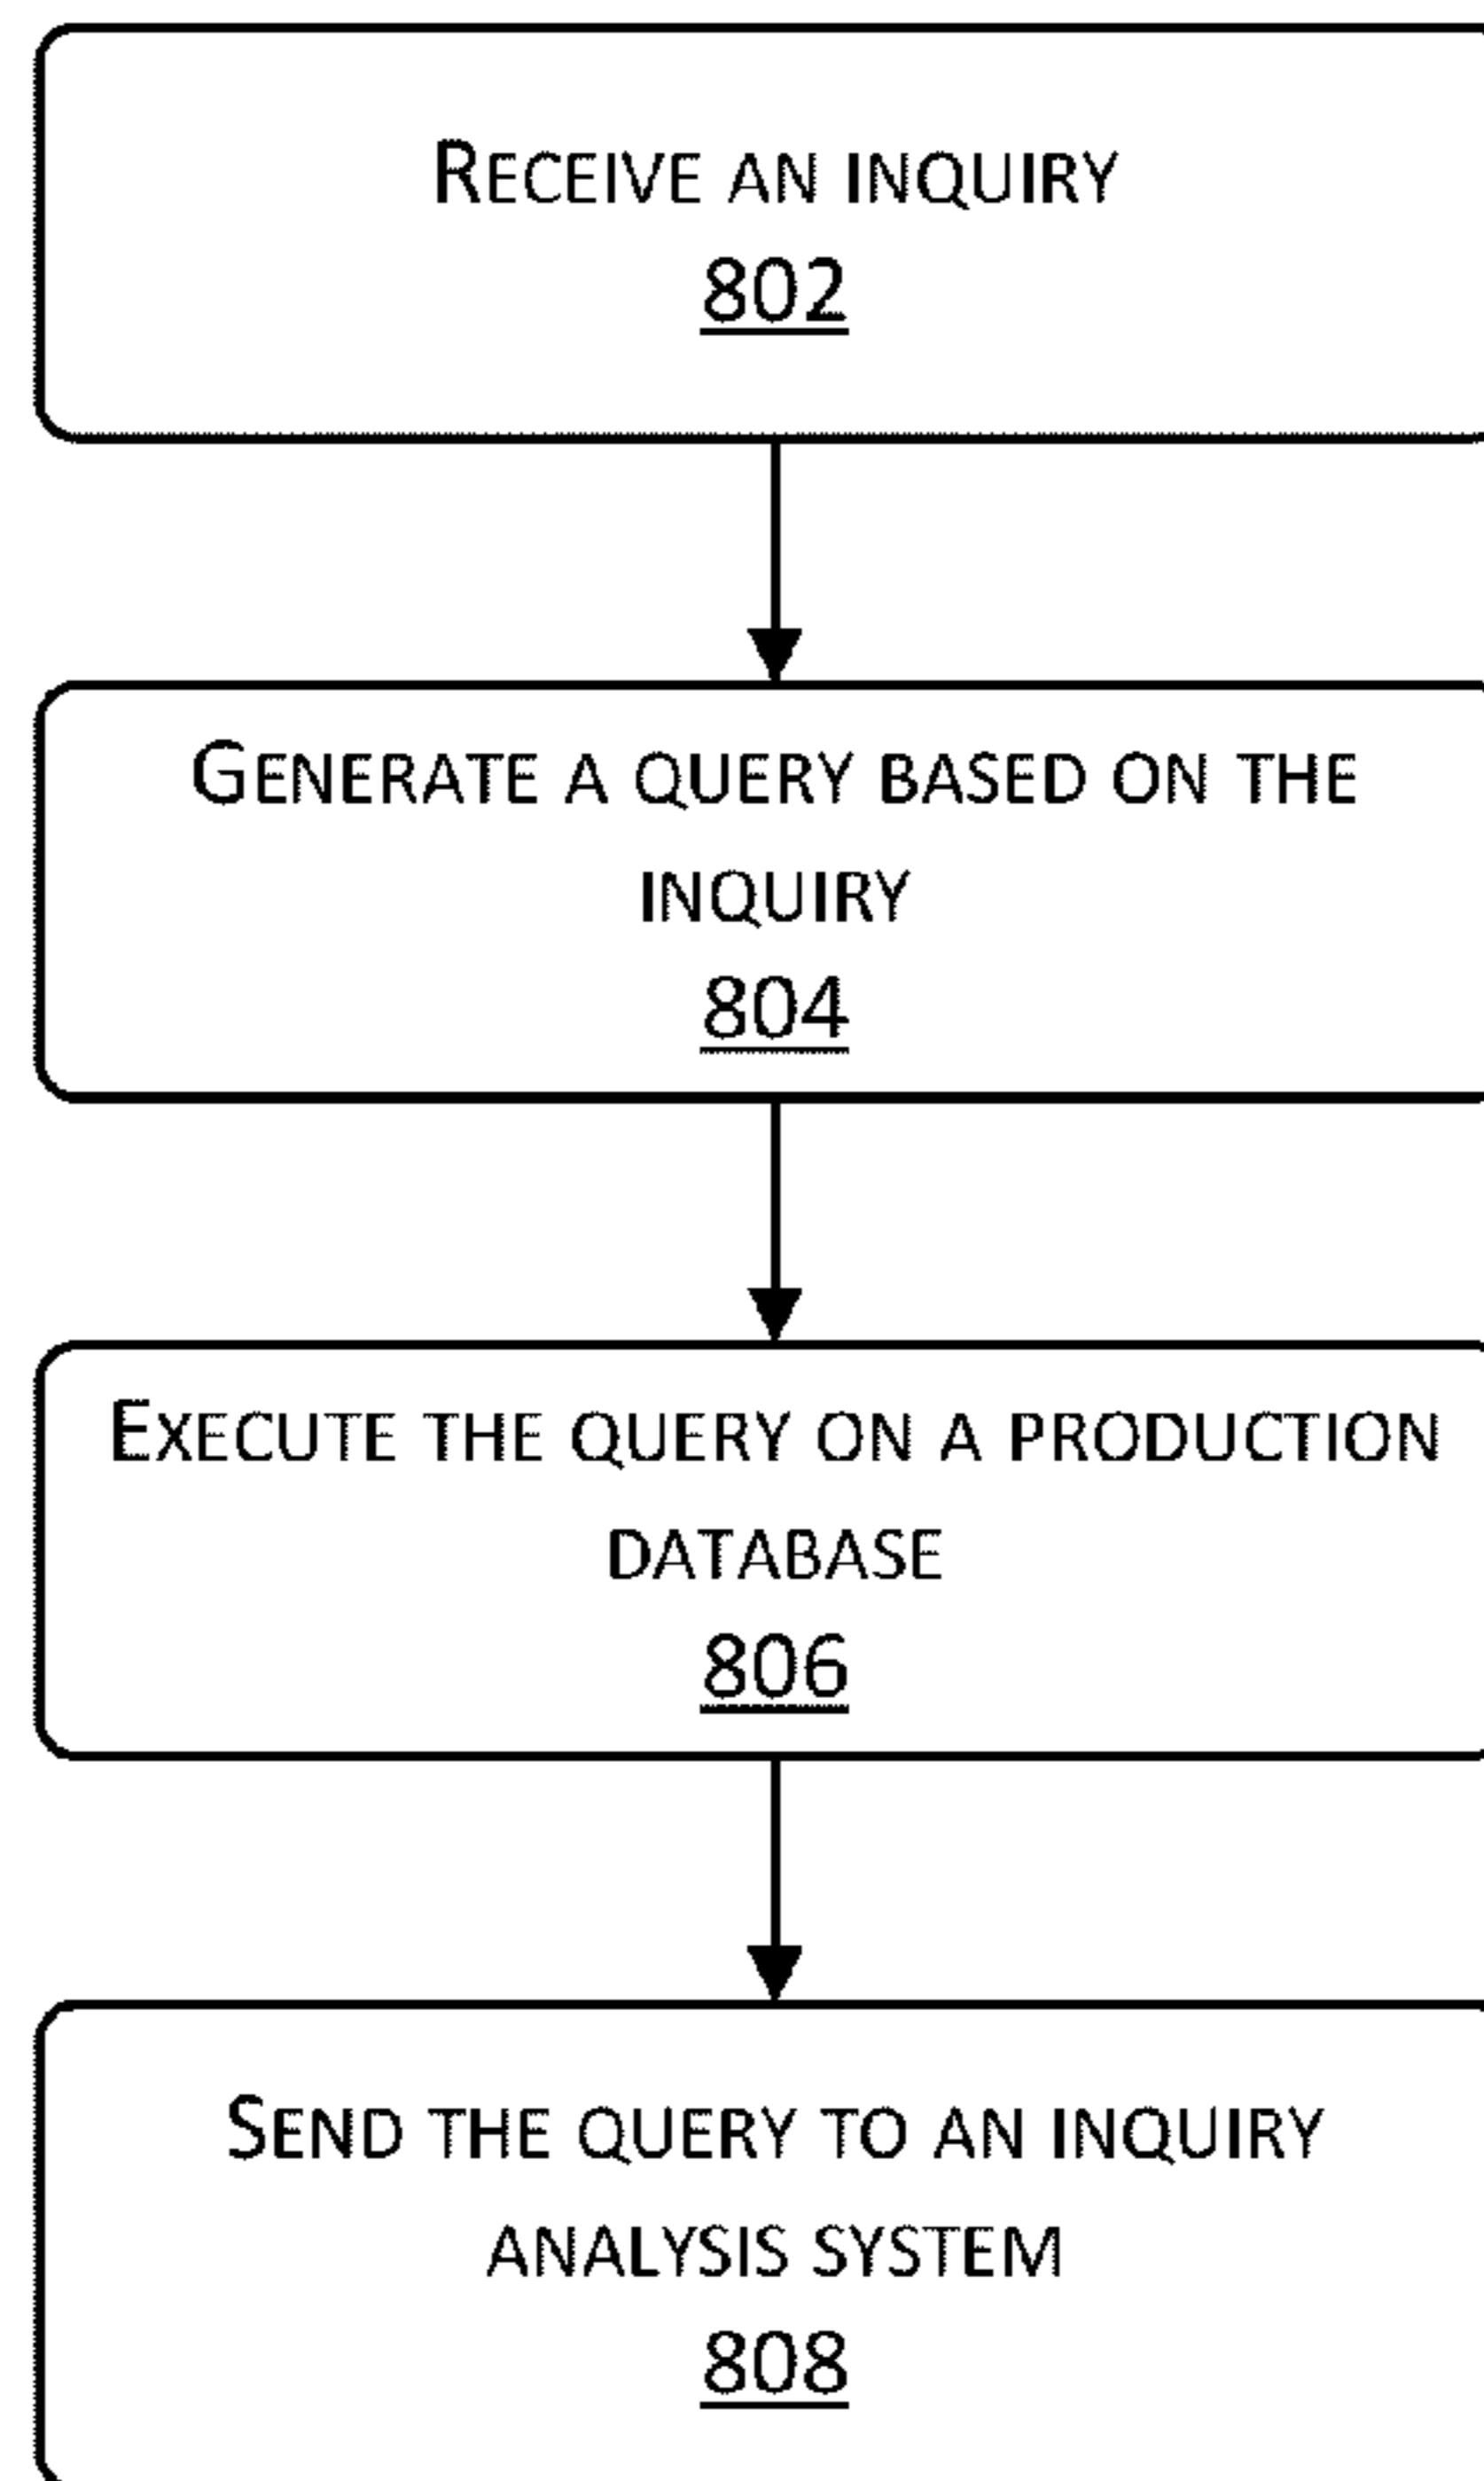 Receive an inquiry
802
Generate a query based on the
inquiry
804
Execute the query on a production
database
806
Send the query to an inquiry
analysis system
808